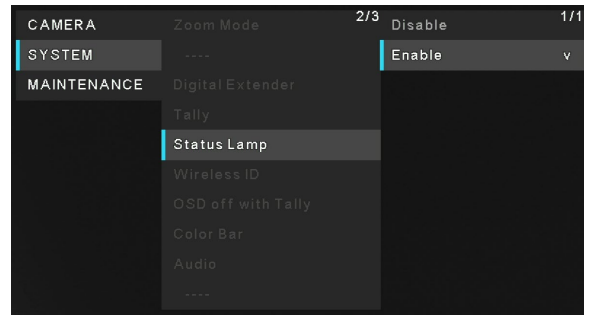 CAMERA
SYSTEM
MAINTENANCE
2/3
Zoom Mode
----
Digital Extender
Tally
Status Lamp
Wireless ID
OSD off with Tally
Color Bar
Audio
----
1/1
Disable
Enable v